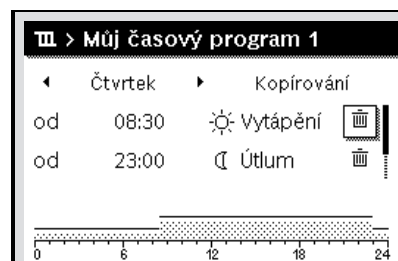 > Můj časový program 1
Čtvrtek Kopírování
od 08:30 Vytápění
od 23:00 Útlum
0 6 12 18 24